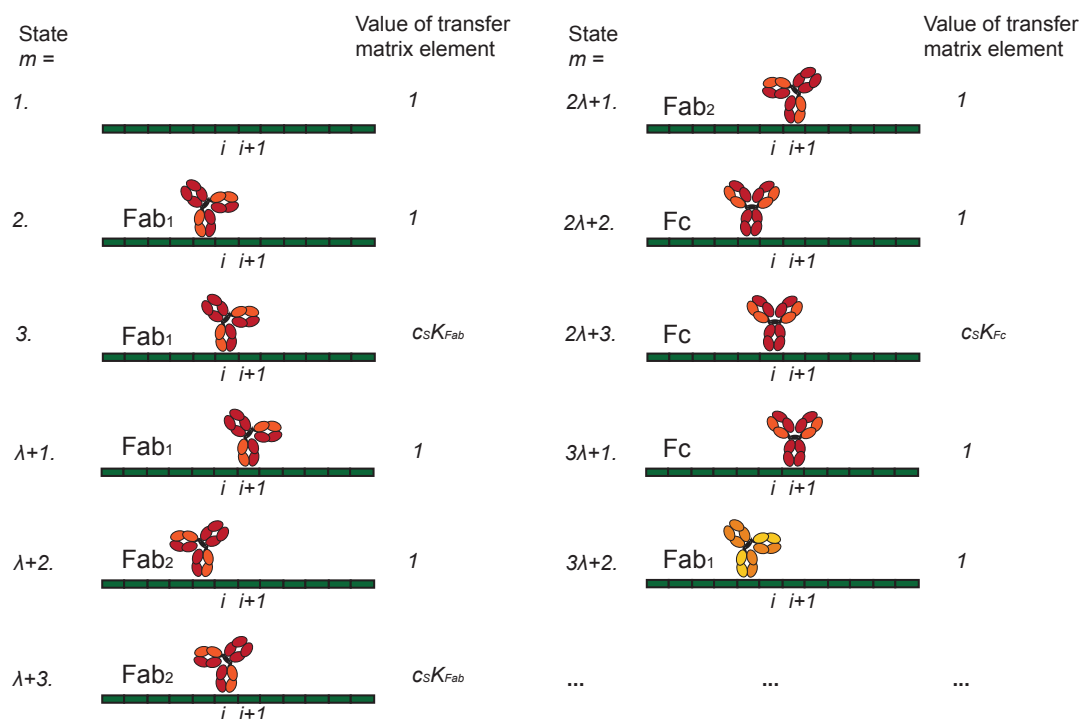 State
m =
Value of transfer
matrix element
1.
1
i i+1
2.
Fab1
1
i i+1
3.
Fab1
csKFab
i i+1
λ+1.
Fab1
1
i i+1
λ+2.
Fab2
1
i i+1
λ+3.
Fab2
csKFab
i i+1
State
m =
Value of transfer
matrix element
2λ+1.
Fab2
1
i i+1
2λ+2.
Fc
1
i i+1
2λ+3.
Fc
csKFc
i i+1
3λ+1.
Fc
1
i i+1
3λ+2.
Fab1
1
i i+1
... ... ...